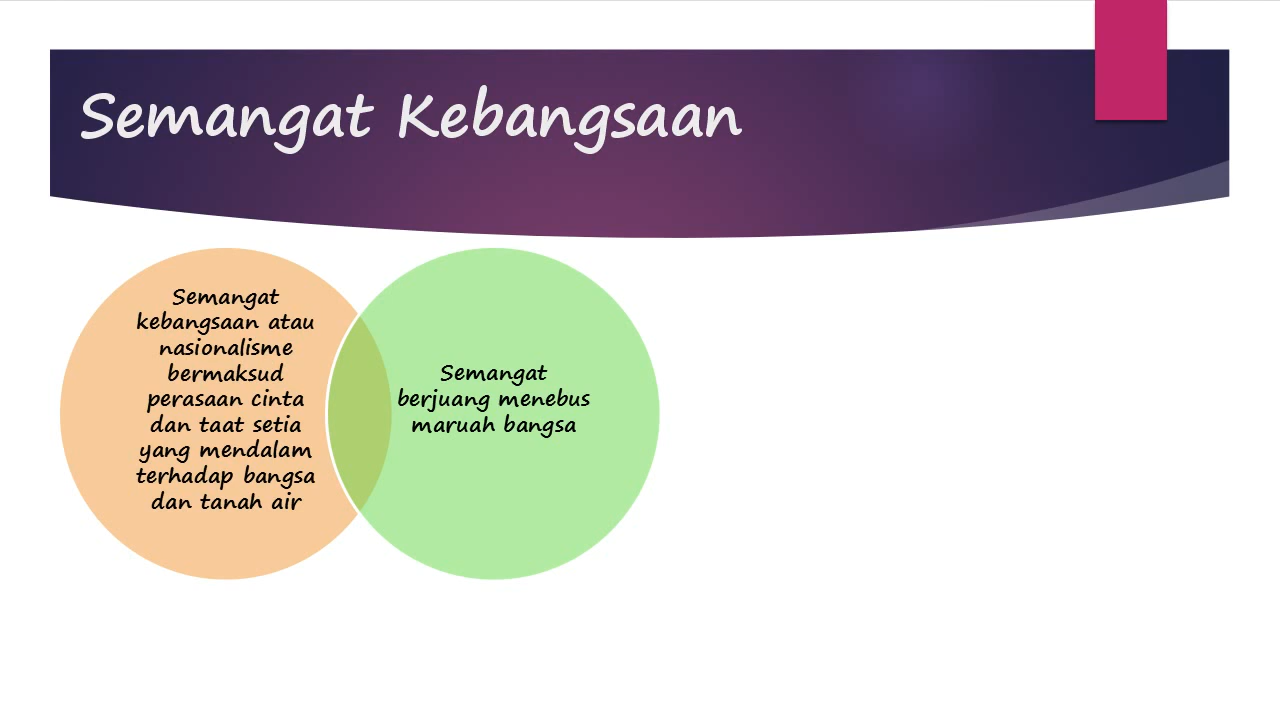 Semangat Kebangsaan
Semangat
kebangsaan atau
nasionalisme
bermaksud
perasaan cinta
dan taat setia
yang mendalam
terhadap bangsa
dan tanah air
Semangat
berjuang menebus
maruah bangsa